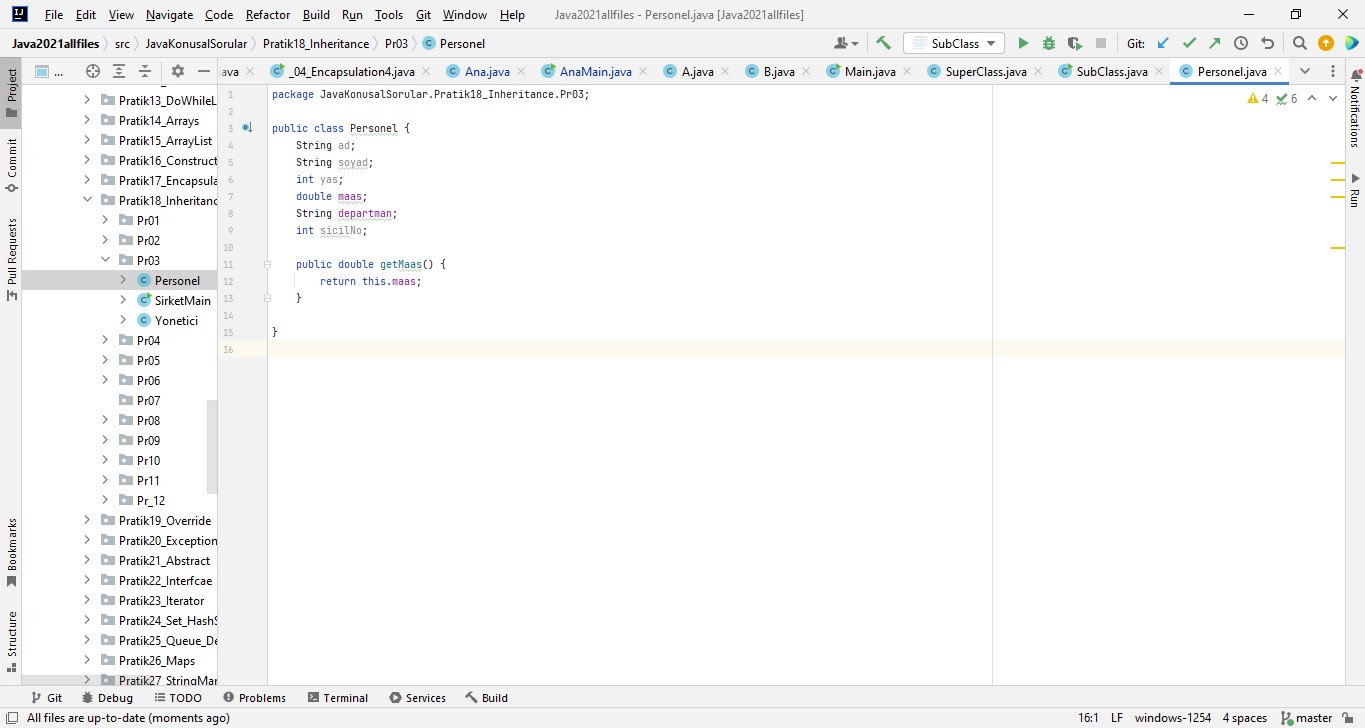 File Edit View Navigate Code Refactor Build Run Tools Git Window Help Java2021allfiles - Personel.java [Java2021allfiles]
Java2021allfiles src JavaKonusalSorular Pratik18_Inheritance Pr03 Personel SubClass Git:
... ava _04_Encapsulation4.java Ana.java AnaMain.java A.java B.java Main.java SuperClass.java SubClass.java Personel.java
Project
Commit
Pull Requests
Bookmarks
Structure
Pratik13_DoWhileL
Pratik14_Arrays
Pratik15_ArrayList
Pratik16_Construct
Pratik17_Encapsula
Pratik18_Inheritanc
Pr01
Pr02
Pr03
Personel
SirketMain
Yonetici
Pr04
Pr05
Pr06
Pr07
Pr08
Pr09
Pr10
Pr11
Pr_12
Pratik19_Override
Pratik20_Exception
Pratik21_Abstract
Pratik22_Interfcae
Pratik23_Iterator
Pratik24_Set_HashS
Pratik25_Queue_De
Pratik26_Maps
Pratik27_StringMar
1 package JavaKonusalSorular.Pratik18_Inheritance.Pr03;
2
3 public class Personel {
4 String ad;
5 String soyad;
6 int yas;
7 double maas;
8 String departman;
9 int sicilNo;
10
11 public double getMaas() {
12 return this.maas;
13 }
14
15 }
16
4 6
Notifications
Run
Git Debug TODO Problems Terminal Services Build
All files are up-to-date (moments ago) 16:1 LF windows-1254 4 spaces master